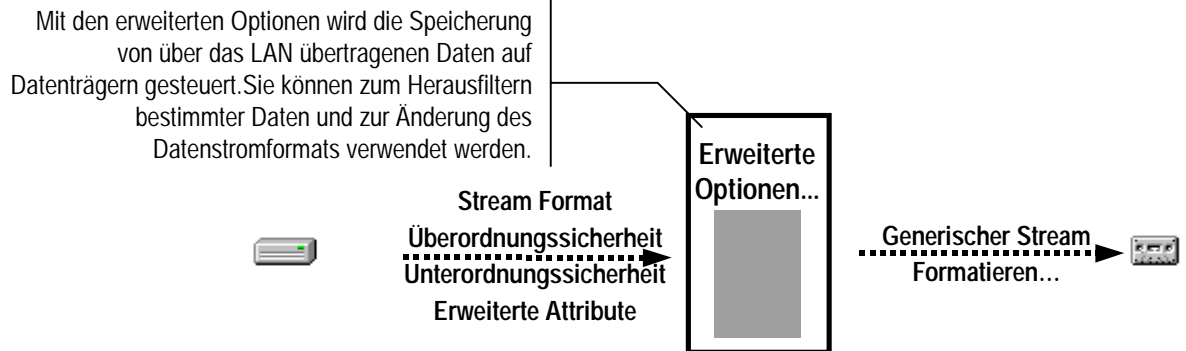 Mit den erweiterten Optionen wird die Speicherung
von über das LAN übertragenen Daten auf
Datenträgern gesteuert.Sie können zum Herausfiltern
bestimmter Daten und zur Änderung des
Datenstromformats verwendet werden.
Erweiterte
Optionen...
Stream Format
Überordnungssicherheit
Unterordnungssicherheit
Erweiterte Attribute
Generischer Stream
Formatieren...